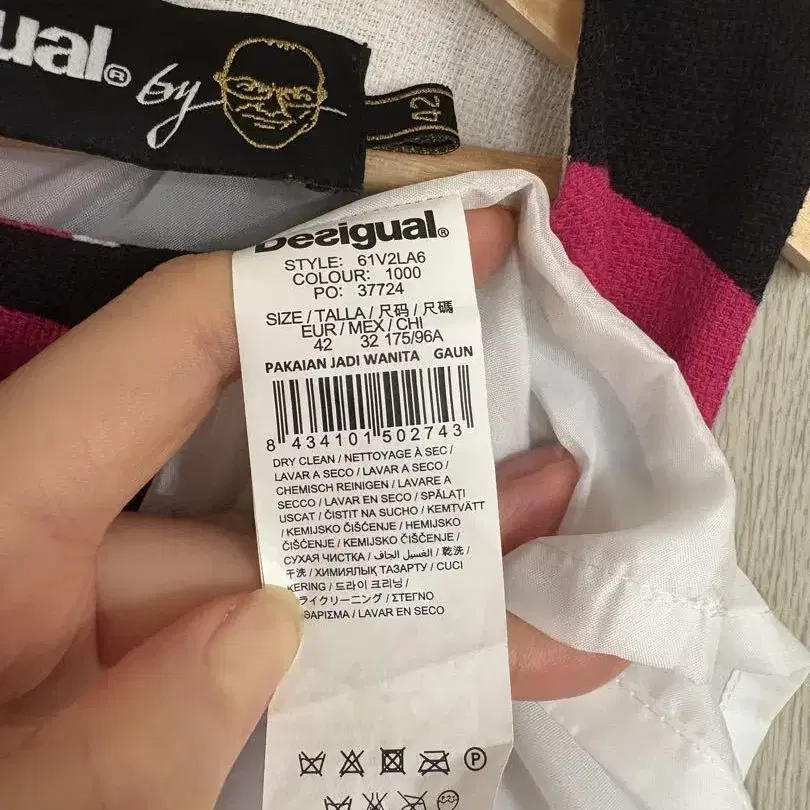 ual® by
42
Desigual®
STYLE: 61V2LA6
COLOUR: 1000
PO: 37724
SIZE / TALLA / 尺码 / 尺碼
EUR / MEX / CHI
42 32 175/96A
PAKAIAN JADI WANITA GAUN
8 434101 502743
DRY CLEAN / NETTOYAGE À SEC /
LAVAR A SECO / LAVAR A SECO /
CHEMISCH REINIGEN / LAVARE A
SECCO / LAVAR EN SECO / SPĂLAȚI
USCAT / ČISTIT NA SUCHO / KEMTVÄTT
/ KEMIJSKO ČIŠČENJE / HEMIJSKO
ČIŠĆENJE / KEMIJSKO ČIŠĆENJE /
СУХАЯ ЧИСТКА / الغسيل الجاف / 乾洗 /
干洗 / ХИМИЯЛЫҚ ТАЗАРТУ / CUCI
KERING / 드라이 크리닝 /
ライクリーニング / ΣΤΕΓΝΟ
ΘΑΡΙΣΜΑ / LAVAR EN SECO
P